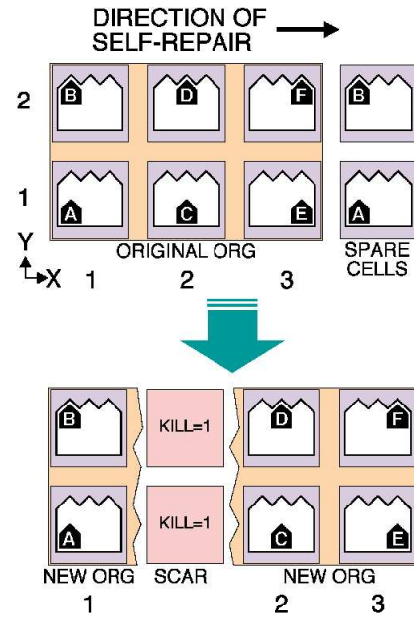 DIRECTION OF
SELF-REPAIR
2 B D F B
1 A C E A
Y
X
ORIGINAL ORG
SPARE
CELLS
1 2 3
B KILL=1 D F
A KILL=1 C E
NEW ORG SCAR NEW ORG
1 2 3